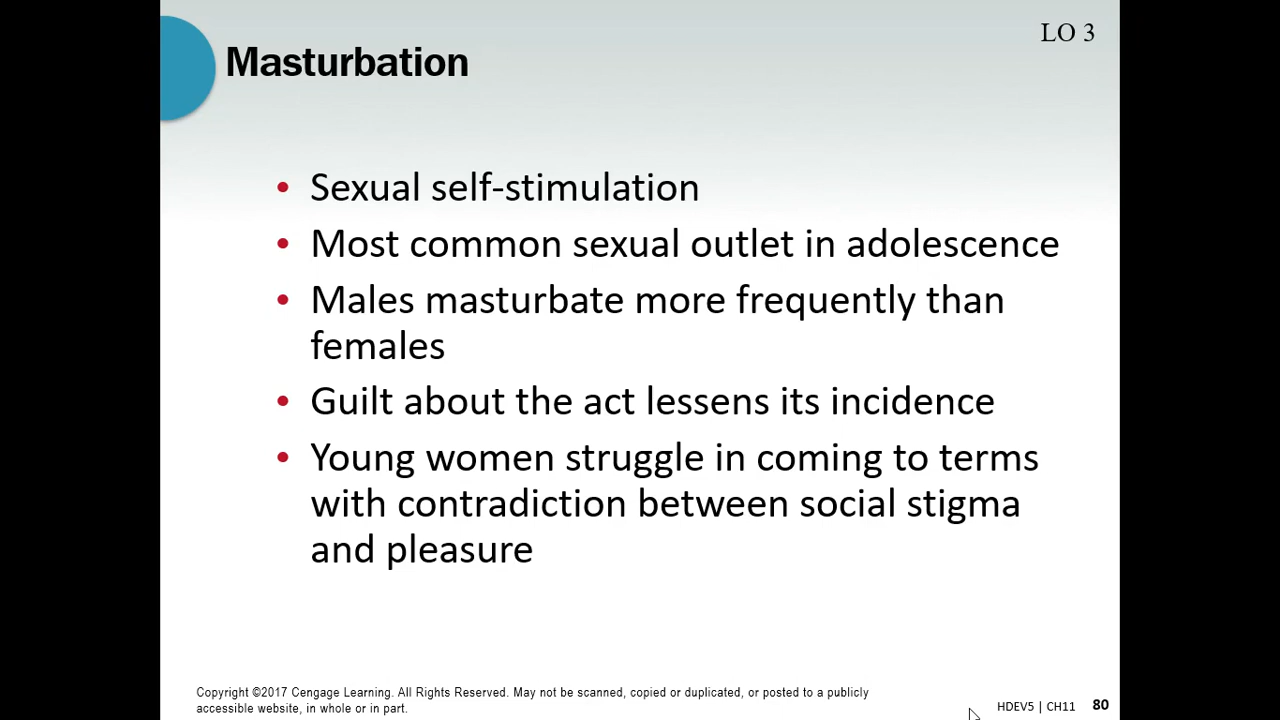 LO 3
Masturbation
• Sexual self-stimulation
• Most common sexual outlet in adolescence
• Males masturbate more frequently than
females
• Guilt about the act lessens its incidence
• Young women struggle in coming to terms
with contradiction between social stigma
and pleasure
Copyright ©2017 Cengage Learning. All Rights Reserved. May not be scanned, copied or duplicated, or posted to a publicly
accessible website, in whole or in part.
HDEV5 | CH11 80